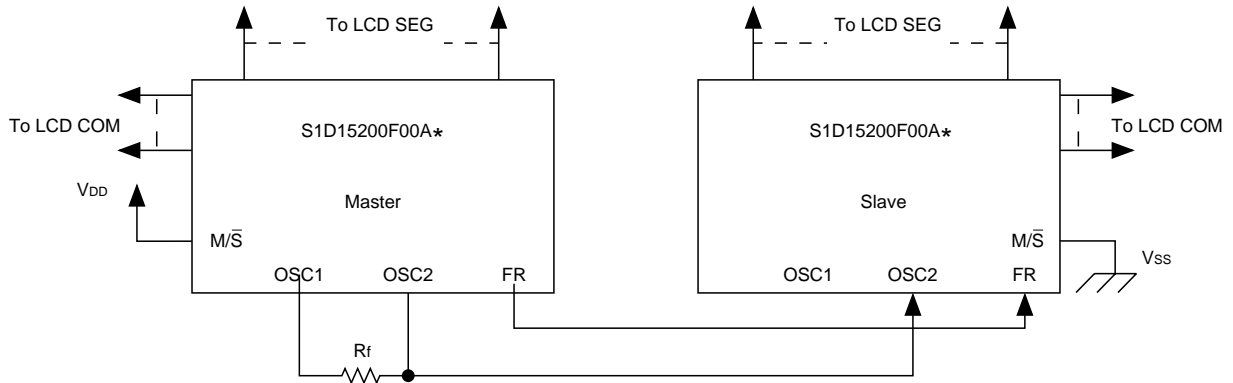 To LCD SEG
To LCD SEG
To LCD COM
S1D15200F00A*
S1D15200F00A*
To LCD COM
VDD
Master
Slave
M/S̅
M/S̅
VSS
OSC1 OSC2 FR
OSC1 OSC2 FR
Rf